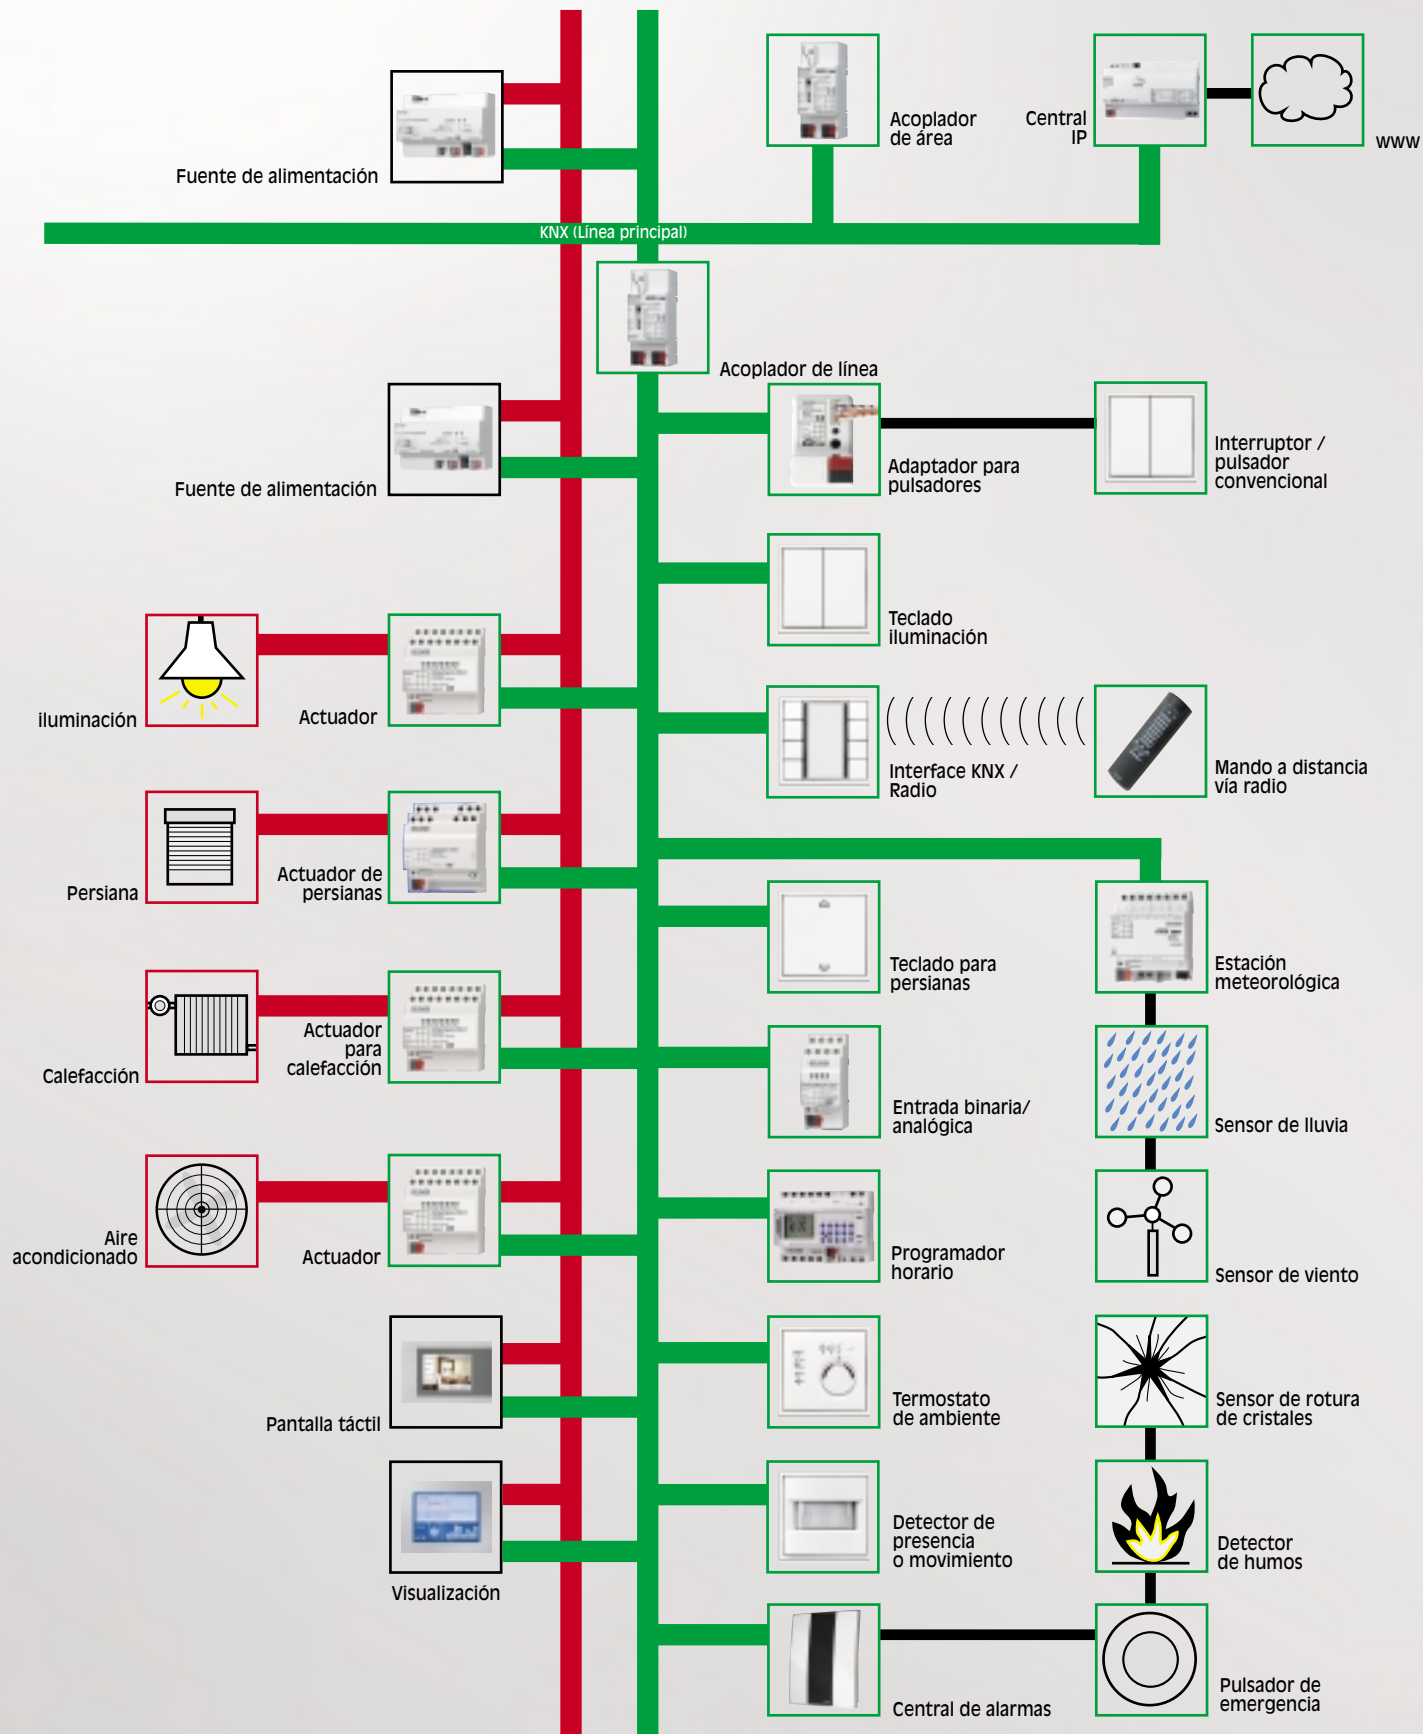 Acoplador
de área
Central
IP
www
Fuente de alimentación
KNX (Línea principal)
Acoplador de línea
Fuente de alimentación
Adaptador para
pulsadores
Interruptor /
pulsador
convencional
Teclado
iluminación
iluminación
Actuador
Interface KNX /
Radio
Mando a distancia
vía radio
Persiana
Actuador de
persianas
Teclado para
persianas
Estación
meteorológica
Calefacción
Actuador
para
calefacción
Entrada binaria/
analógica
Sensor de lluvia
Aire
acondicionado
Actuador
Programador
horario
Sensor de viento
Pantalla táctil
Termostato
de ambiente
Sensor de rotura
de cristales
Visualización
Detector de
presencia
o movimiento
Detector
de humos
Central de alarmas
Pulsador de
emergencia